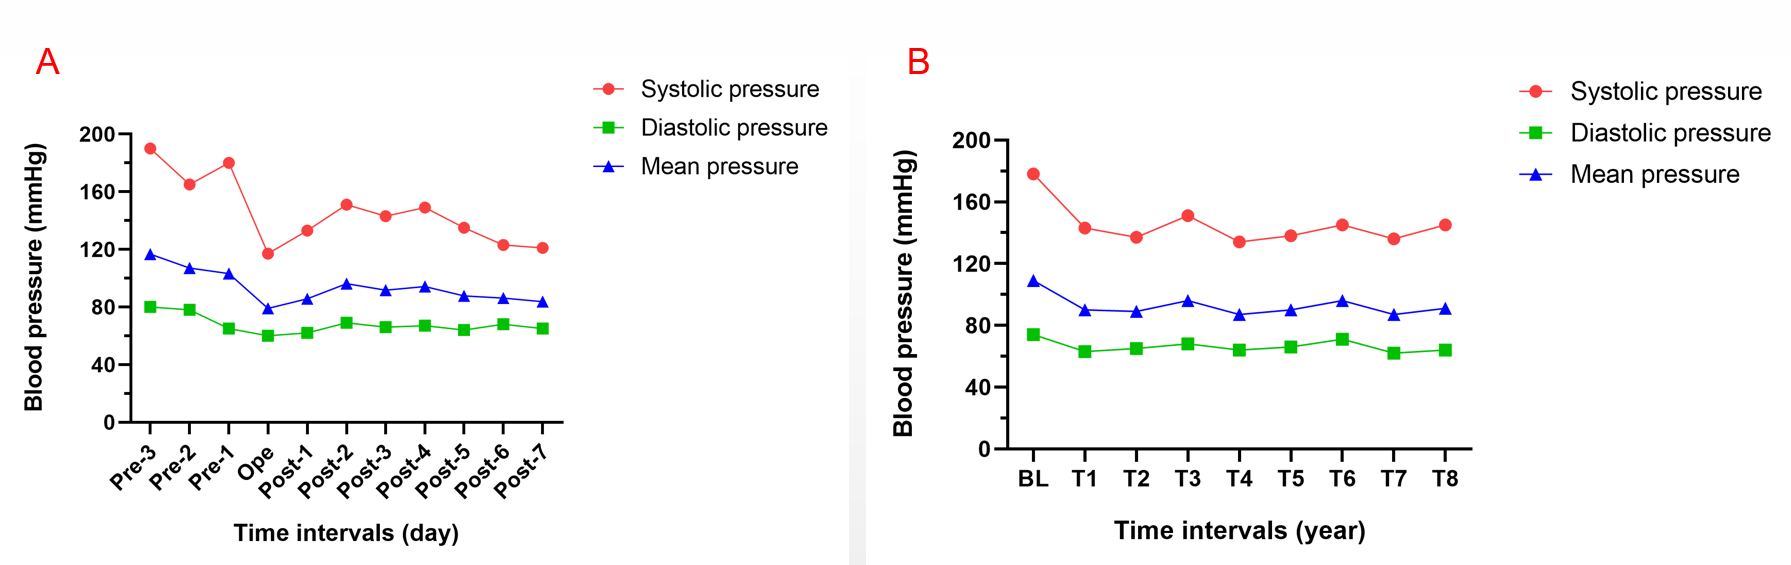 A
Systolic pressure
Diastolic pressure
Mean pressure
Blood pressure (mmHg)
200
160
120
80
40
0
Pre-3
Pre-2
Pre-1
Ope
Post-1
Post-2
Post-3
Post-4
Post-5
Post-6
Post-7
Time intervals (day)
B
Systolic pressure
Diastolic pressure
Mean pressure
Blood pressure (mmHg)
200
160
120
80
40
0
BL T1 T2 T3 T4 T5 T6 T7 T8
Time intervals (year)